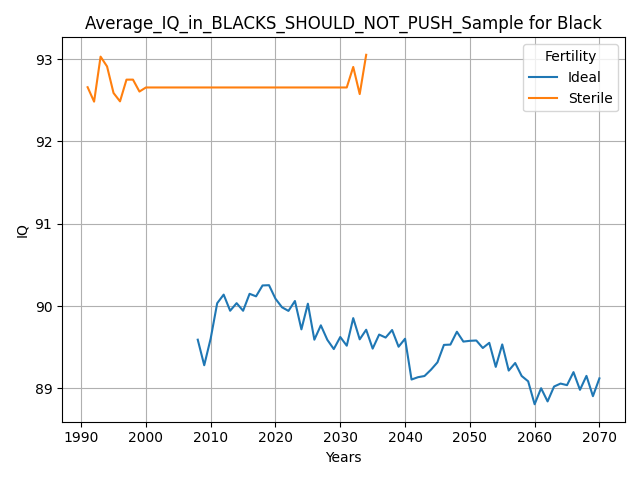 Average_IQ_in_BLACKS_SHOULD_NOT_PUSH_Sample for Black
Fertility
Ideal
Sterile
93
92
91
90
89
IQ
1990 2000 2010 2020 2030 2040 2050 2060 2070
Years